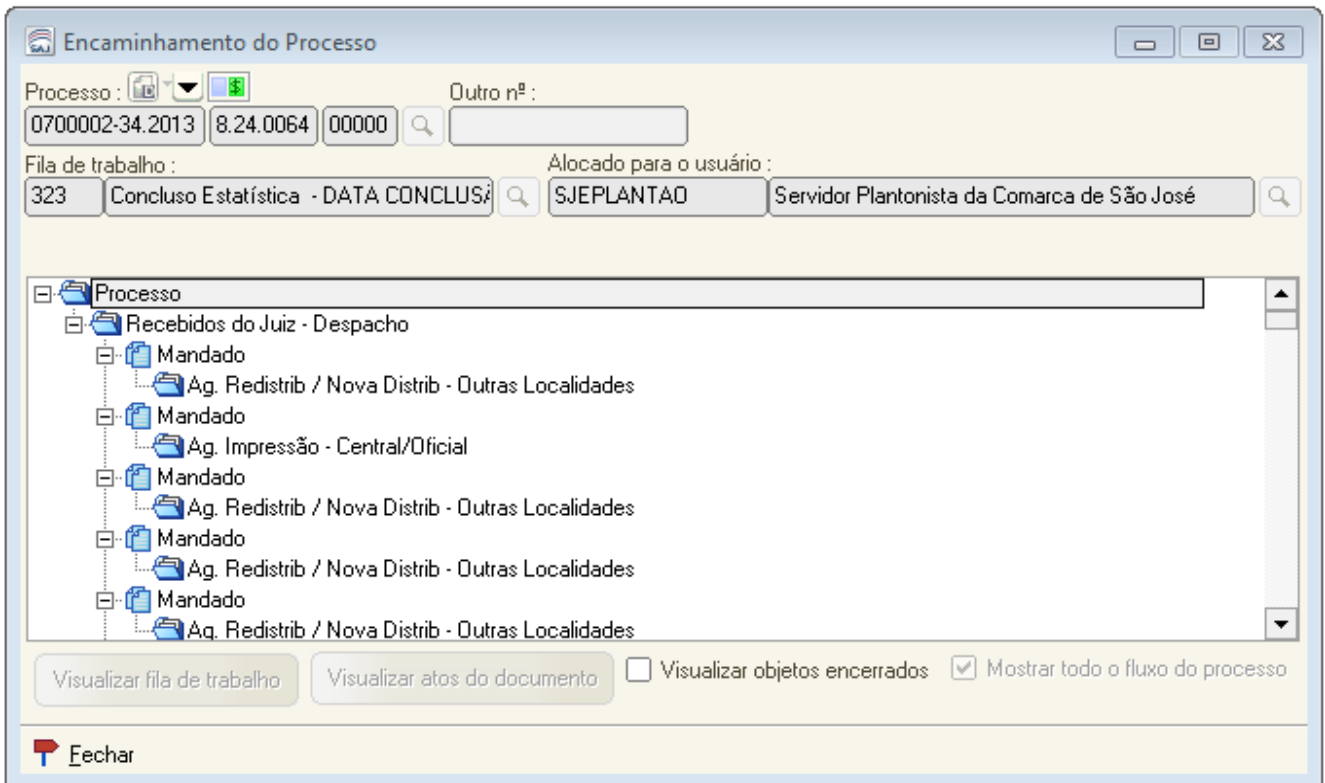 Encaminhamento do Processo
Processo : Outro nº :
0700002-34.2013 8.24.0064 00000
Fila de trabalho : Alocado para o usuário :
323 Concluso Estatística - DATA CONCLUSÃ SJEPLANTAO Servidor Plantonista da Comarca de São José
Processo
Recebidos do Juiz - Despacho
Mandado
Ag. Redistrib / Nova Distrib - Outras Localidades
Mandado
Ag. Impressão - Central/Oficial
Mandado
Ag. Redistrib / Nova Distrib - Outras Localidades
Mandado
Ag. Redistrib / Nova Distrib - Outras Localidades
Mandado
Ag. Redistrib / Nova Distrib - Outras Localidades
Visualizar fila de trabalho Visualizar atos do documento Visualizar objetos encerrados Mostrar todo o fluxo do processo
Fechar